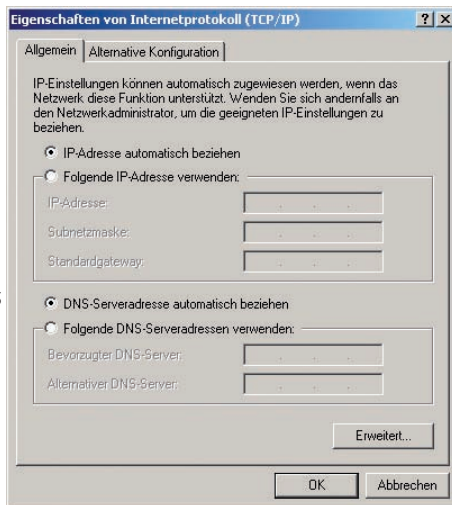 Eigenschaften von Internetprotokoll (TCP/IP)
Allgemein
Alternative Konfiguration
IP-Einstellungen können automatisch zugewiesen werden, wenn das
Netzwerk diese Funktion unterstützt. Wenden Sie sich andernfalls an
den Netzwerkadministrator, um die geeigneten IP-Einstellungen zu
beziehen.
IP-Adresse automatisch beziehen
Folgende IP-Adresse verwenden:
IP-Adresse:
Subnetzmaske:
Standardgateway:
DNS-Serveradresse automatisch beziehen
Folgende DNS-Serveradressen verwenden:
Bevorzugter DNS-Server:
Alternativer DNS-Server:
Erweitert...
OK
Abbrechen